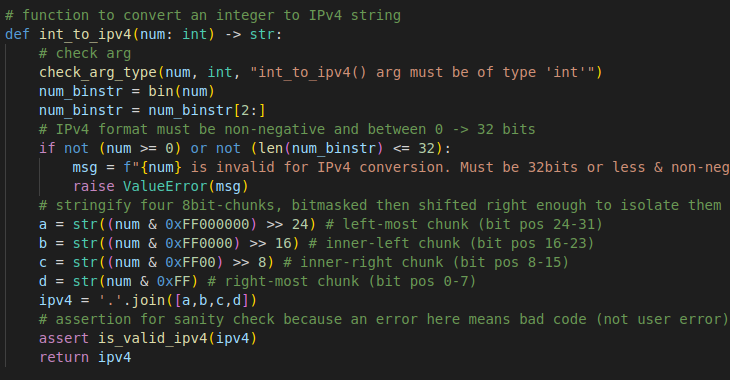 # function to convert an integer to IPv4 string
def int_to_ipv4(num: int) -> str:
    # check arg
    check_arg_type(num, int, "int_to_ipv4() arg must be of type 'int'")
    num_binstr = bin(num)
    num_binstr = num_binstr[2:]
    # IPv4 format must be non-negative and between 0 -> 32 bits
    if not (num >= 0) or not (len(num_binstr) <= 32):
        msg = f"{num} is invalid for IPv4 conversion. Must be 32bits or less & non-neg
        raise ValueError(msg)
    # stringify four 8bit-chunks, bitmasked then shifted right enough to isolate them
    a = str((num & 0xFF000000) >> 24) # left-most chunk (bit pos 24-31)
    b = str((num & 0xFF0000) >> 16) # inner-left chunk (bit pos 16-23)
    c = str((num & 0xFF00) >> 8) # inner-right chunk (bit pos 8-15)
    d = str(num & 0xFF) # right-most chunk (bit pos 0-7)
    ipv4 = '.'.join([a,b,c,d])
    # assertion for sanity check because an error here means bad code (not user error)
    assert is_valid_ipv4(ipv4)
    return ipv4